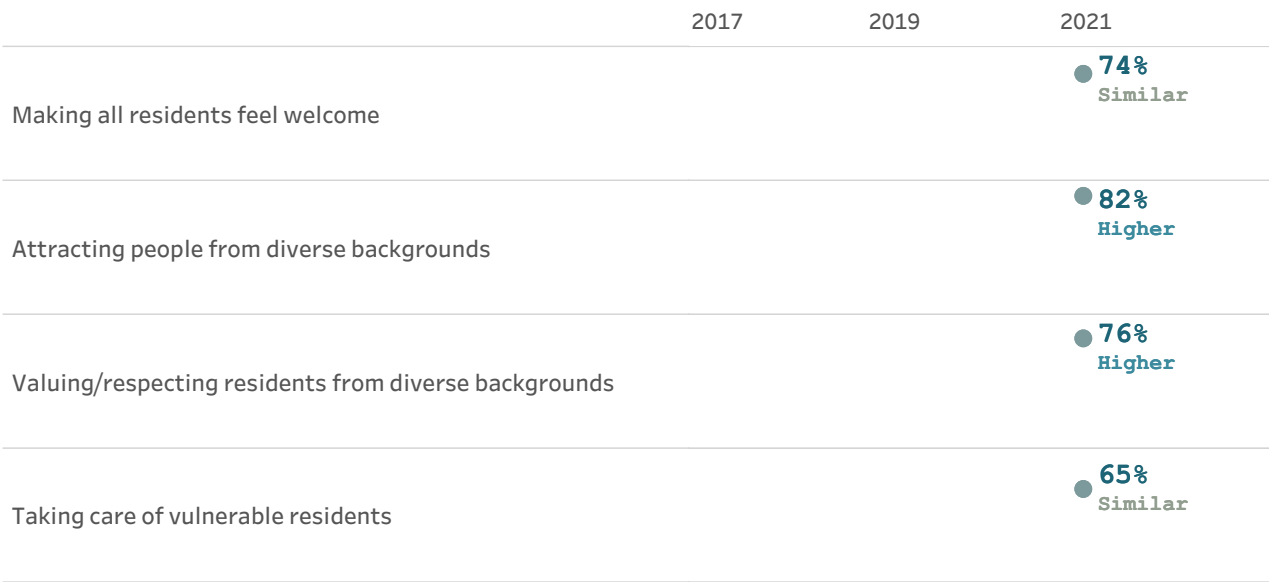 2017 2019 2021
74%
Similar
Making all residents feel welcome
82%
Higher
Attracting people from diverse backgrounds
76%
Higher
Valuing/respecting residents from diverse backgrounds
65%
Similar
Taking care of vulnerable residents